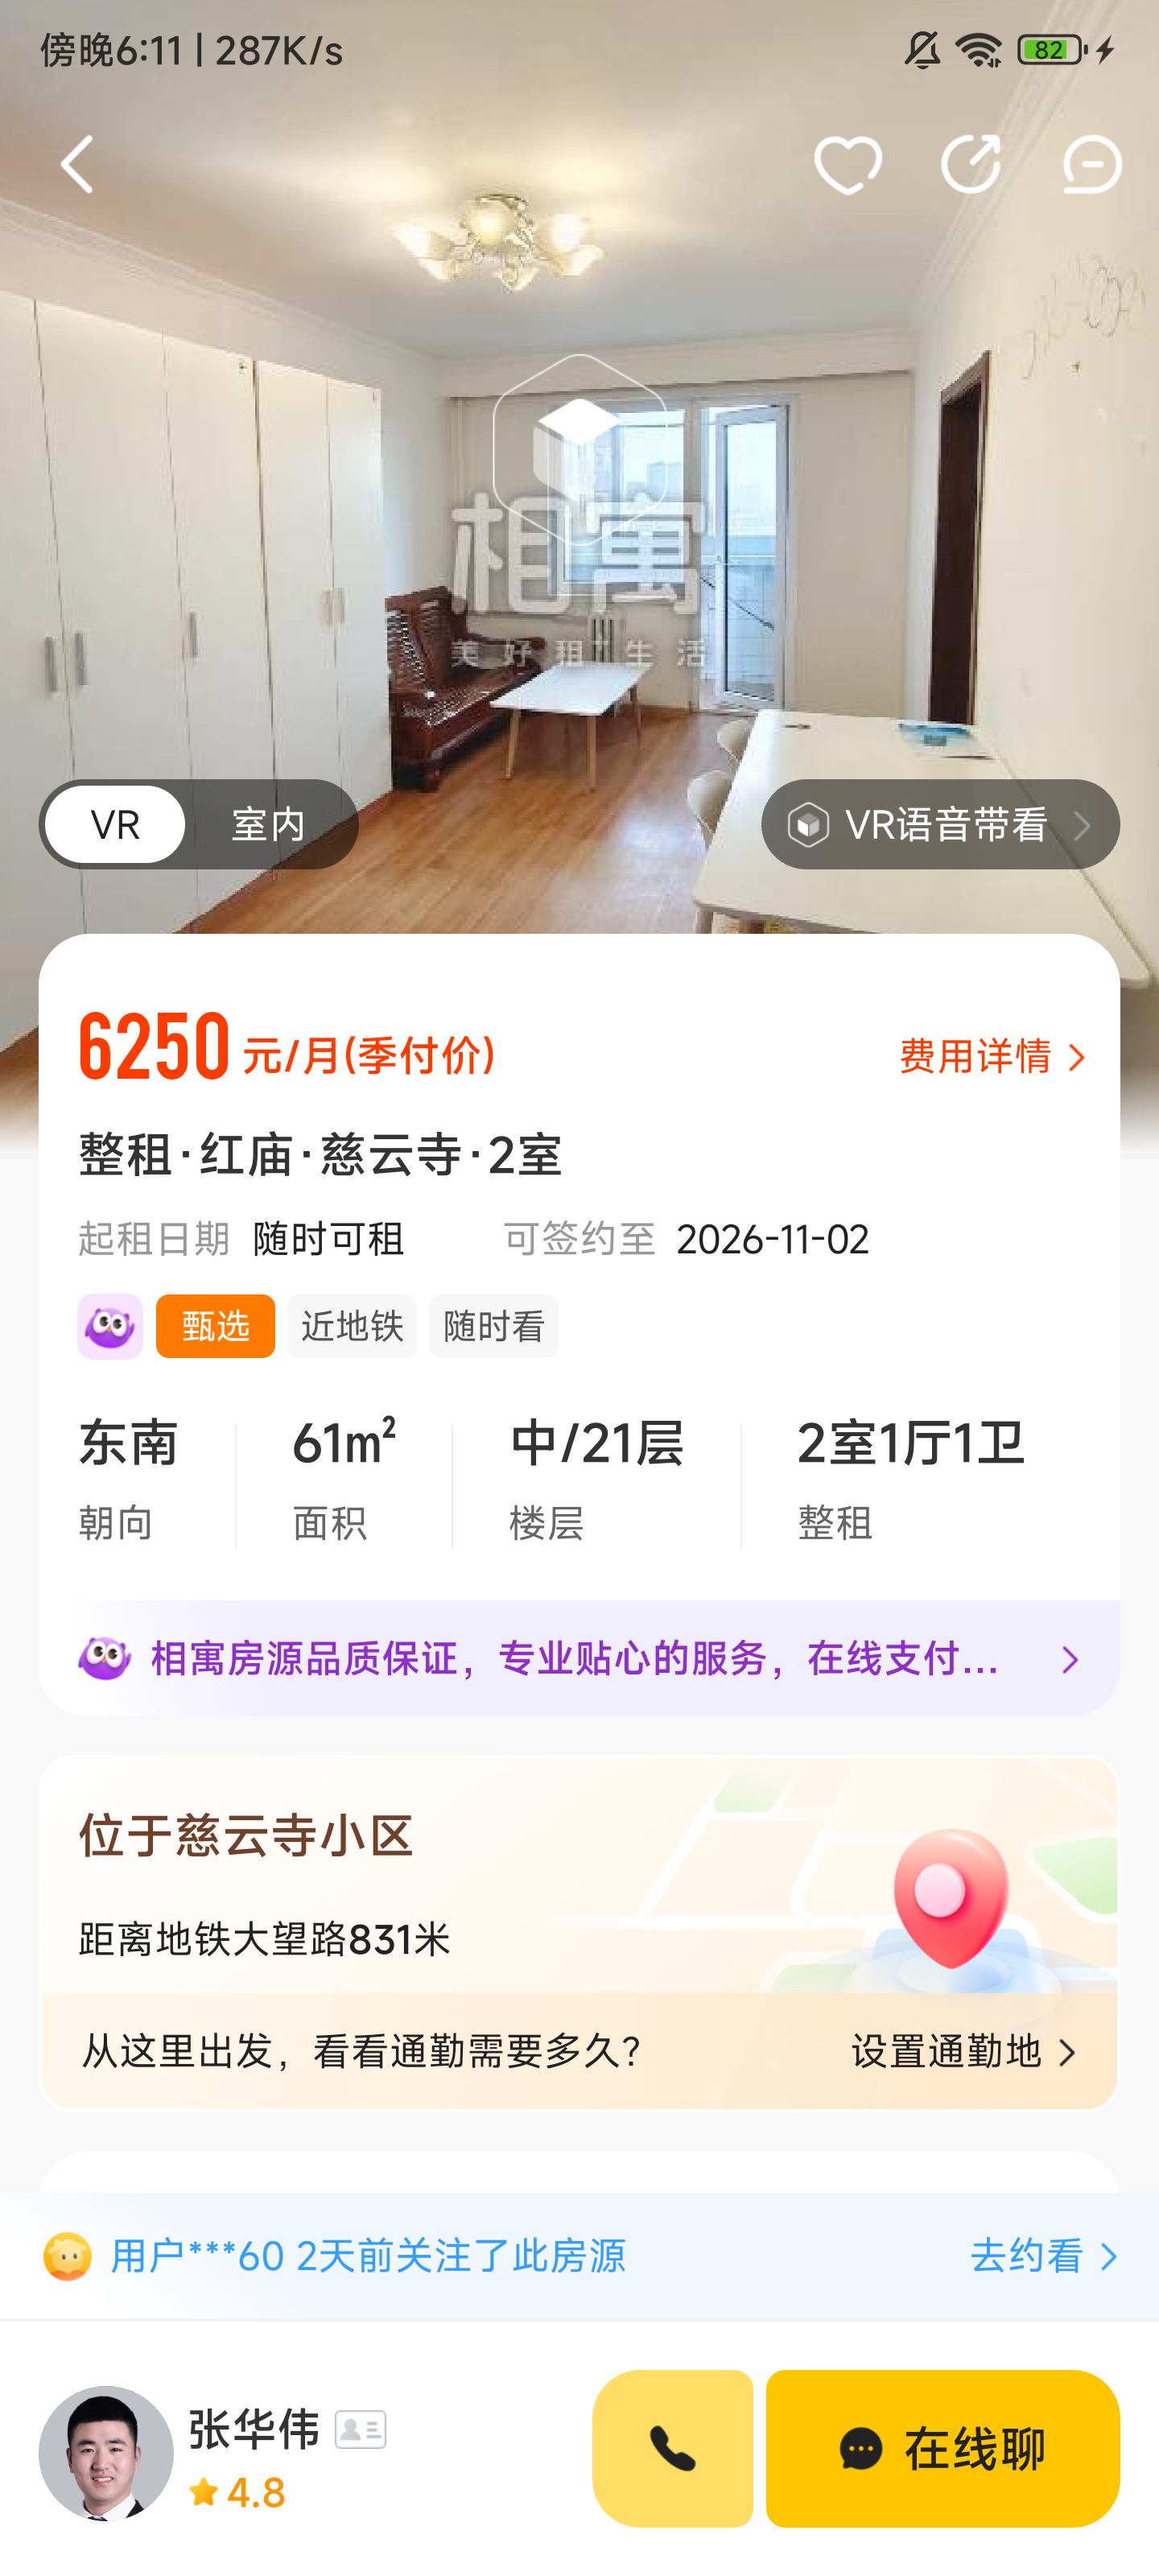 傍晚6:11 | 287K/s
82
相寓
美好租生活
VR
室内
VR语音带看
6250 元/月(季付价)
费用详情
整租·红庙·慈云寺·2室
起租日期 随时可租 可签约至 2026-11-02
甄选 近地铁 随时看
东南 61m² 中/21层 2室1厅1卫
朝向 面积 楼层 整租
相寓房源品质保证，专业贴心的服务，在线支付...
位于慈云寺小区
距离地铁大望路831米
从这里出发，看看通勤需要多久？ 设置通勤地
用户***60 2天前关注了此房源 去约看
张华伟
4.8
在线聊